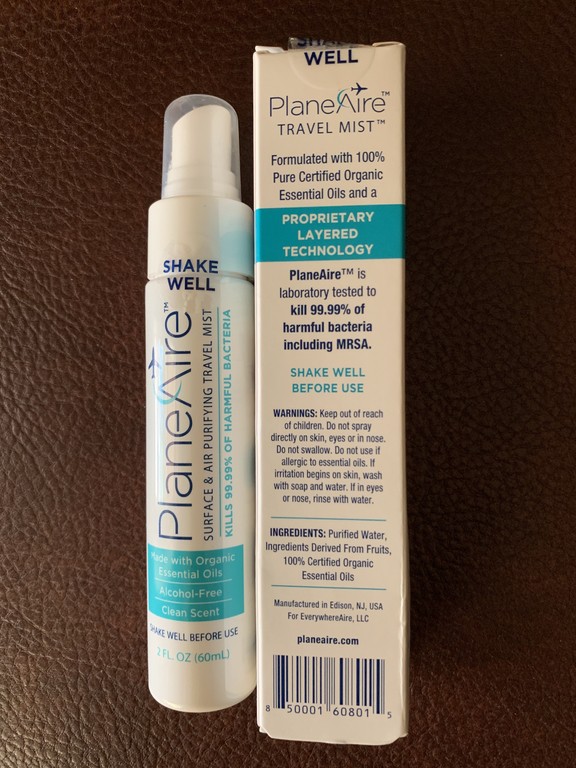 SHAKE
WELL
PlaneAire™
SURFACE & AIR PURIFYING TRAVEL MIST
KILLS 99.99% OF HARMFUL BACTERIA
Made with Organic
Essential Oils
Alcohol-Free
Clean Scent
SHAKE WELL BEFORE USE
2 FL. OZ (60mL)
SHAKE
WELL
PlaneAire™
TRAVEL MIST™
Formulated with 100%
Pure Certified Organic
Essential Oils and a
PROPRIETARY
LAYERED
TECHNOLOGY
PlaneAire™ is
laboratory tested to
kill 99.99% of
harmful bacteria
including MRSA.
SHAKE WELL
BEFORE USE
WARNINGS: Keep out of reach
of children. Do not spray
directly on skin, eyes or in nose.
Do not swallow. Do not use if
allergic to essential oils. If
irritation begins on skin, wash
with soap and water. If in eyes
or nose, rinse with water.
INGREDIENTS: Purified Water,
Ingredients Derived From Fruits,
100% Certified Organic
Essential Oils
Manufactured in Edison, NJ, USA
For EverywhereAire, LLC
planeaire.com
8 50001 60801 5